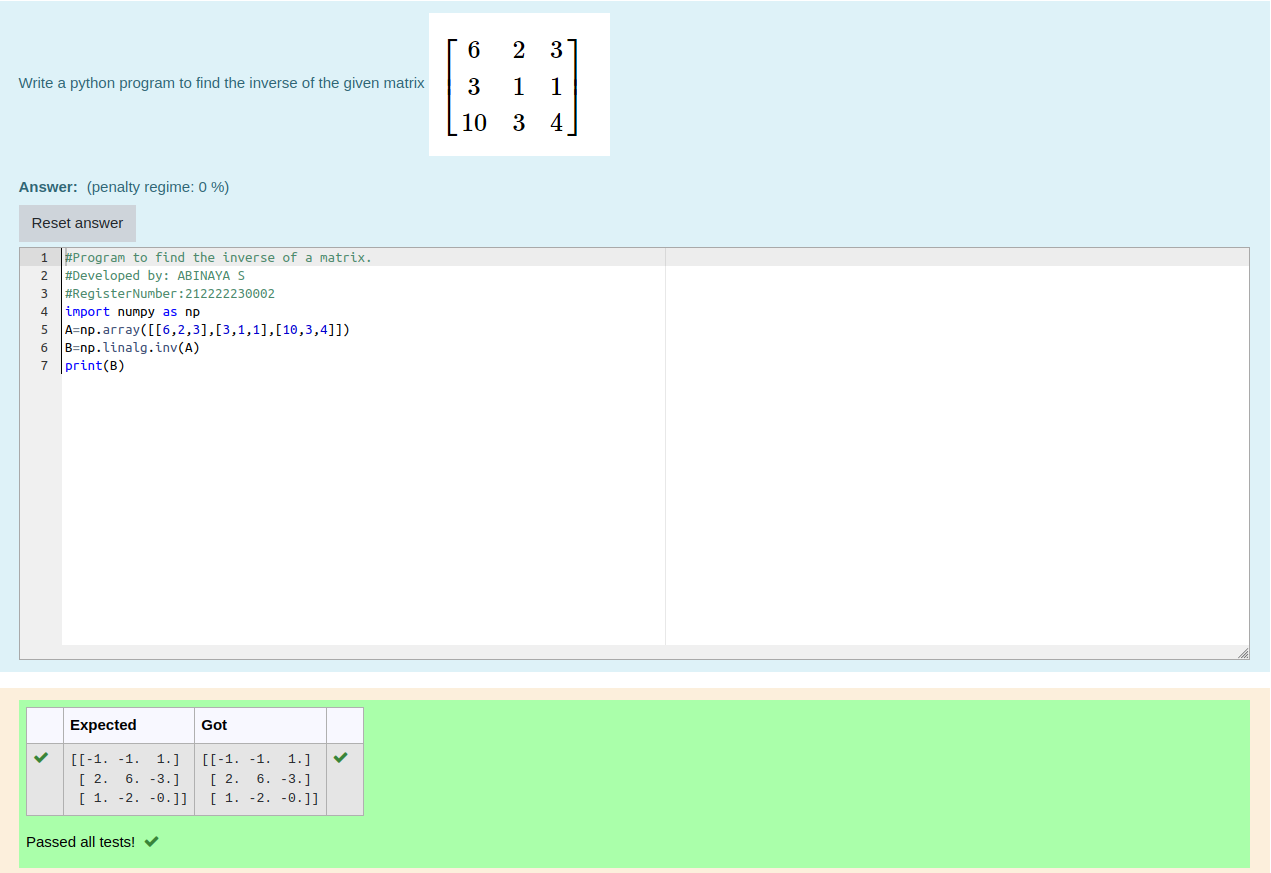 Write a python program to find the inverse of the given matrix
6 2 3
3 1 1
10 3 4
Answer: (penalty regime: 0 %)
Reset answer
1 #Program to find the inverse of a matrix.
2 #Developed by: ABINAYA S
3 #RegisterNumber:212222230002
4 import numpy as np
5 A=np.array([[6,2,3],[3,1,1],[10,3,4]])
6 B=np.linalg.inv(A)
7 print(B)
Expected Got
[[-1. -1.  1.] [[-1. -1.  1.]
[ 2.  6. -3.] [ 2.  6. -3.]
[ 1. -2. -0.]] [ 1. -2. -0.]]
Passed all tests!